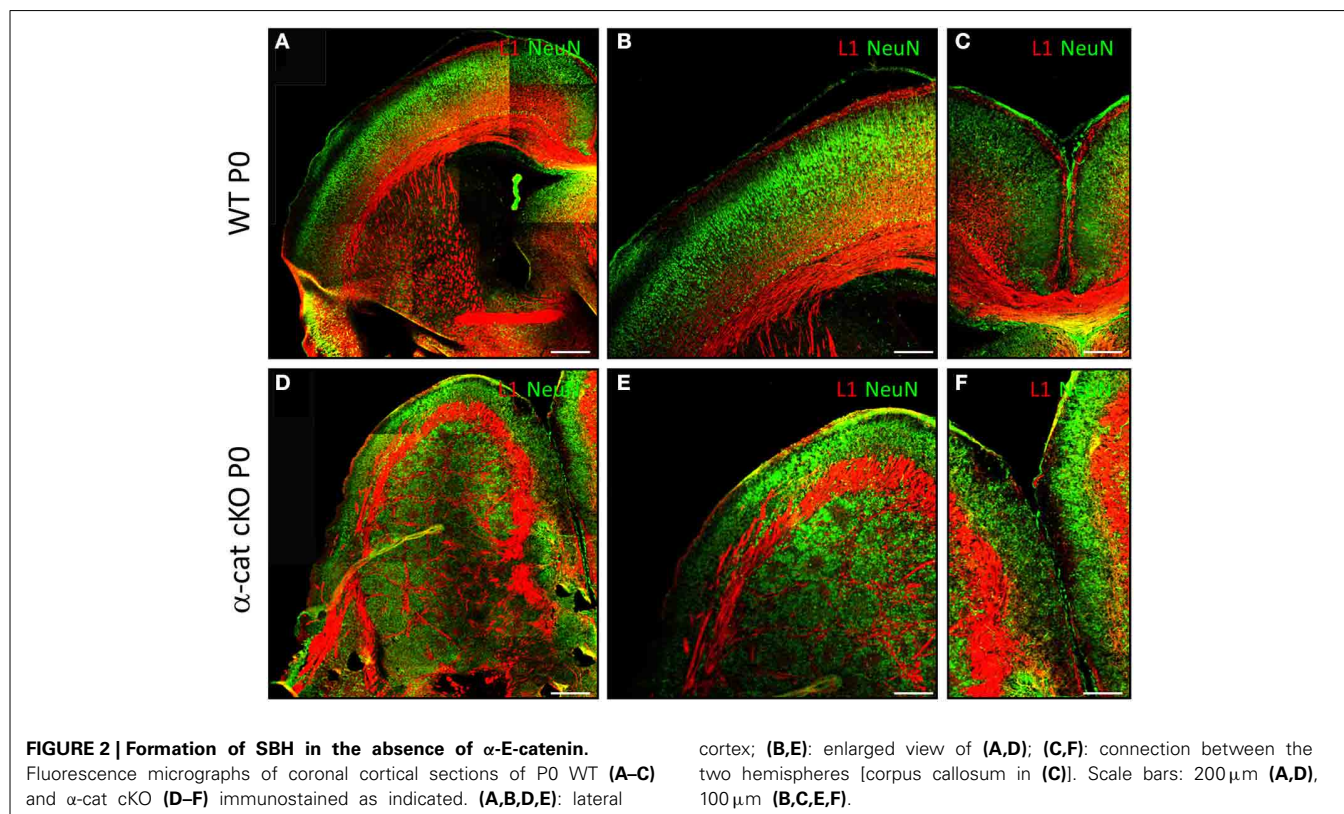 A
L1 NeuN
B
L1 NeuN
C
L1 NeuN
WT P0
D
L1 NeuN
E
L1 NeuN
F
L1 NeuN
α-cat cKO P0
FIGURE 2 | Formation of SBH in the absence of α-E-catenin.
Fluorescence micrographs of coronal cortical sections of P0 WT (A–C)
and α-cat cKO (D–F) immunostained as indicated. (A,B,D,E): lateral
cortex; (B,E): enlarged view of (A,D); (C,F): connection between the
two hemispheres [corpus callosum in (C)]. Scale bars: 200 μm (A,D),
100 μm (B,C,E,F).